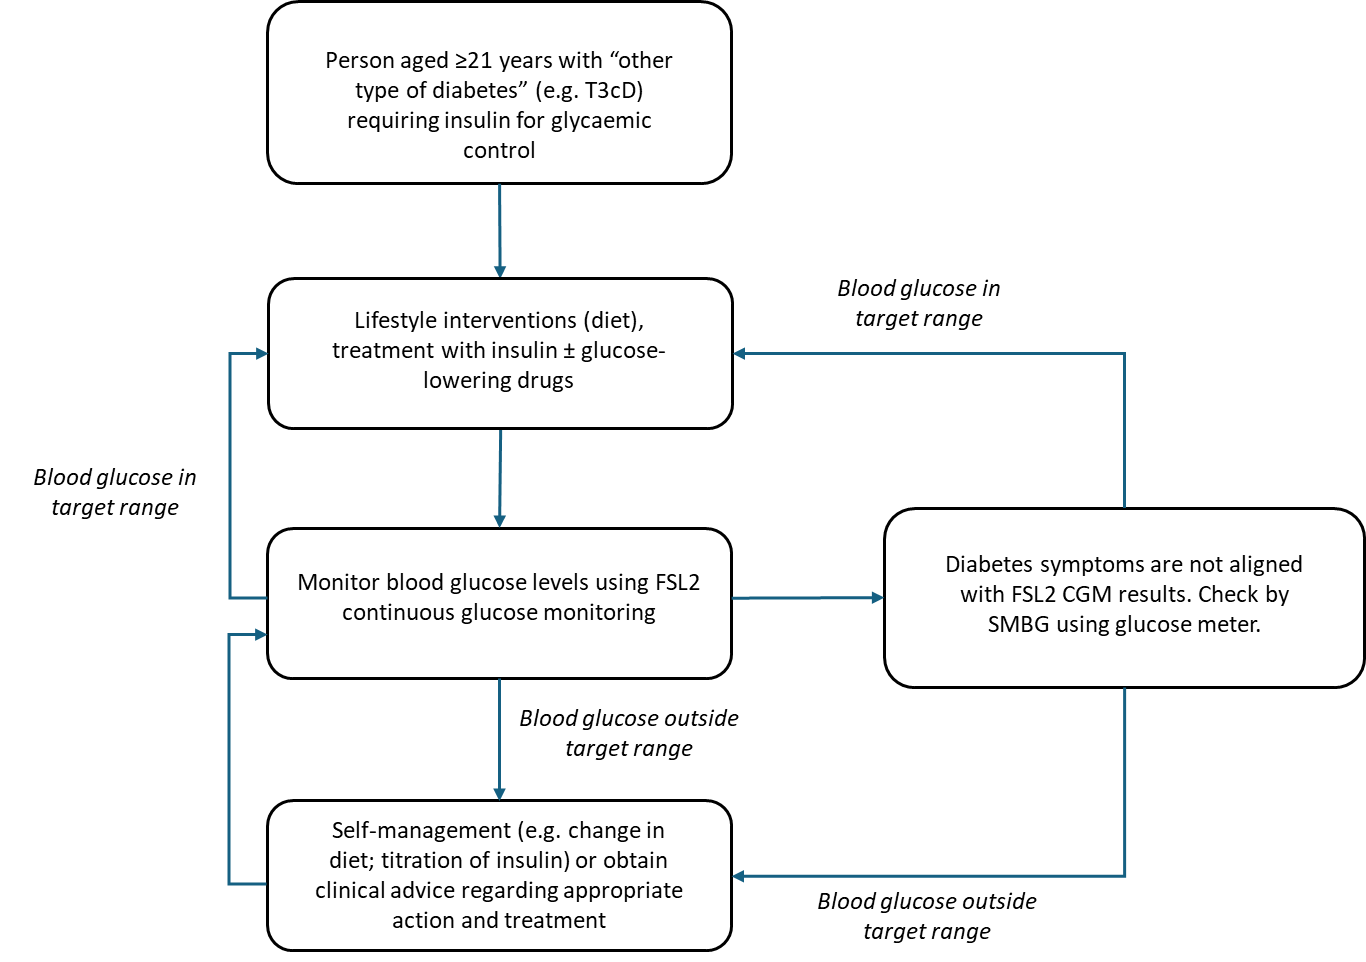 Person aged ≥21 years with “other
type of diabetes” (e.g. T3cD)
requiring insulin for glycaemic
control
Lifestyle interventions (diet),
treatment with insulin ± glucose-
lowering drugs
Blood glucose in
target range
Blood glucose in
target range
Monitor blood glucose levels using FSL2
continuous glucose monitoring
Diabetes symptoms are not aligned
with FSL2 CGM results. Check by
SMBG using glucose meter.
Blood glucose outside
target range
Self-management (e.g. change in
diet; titration of insulin) or obtain
clinical advice regarding appropriate
action and treatment
Blood glucose outside
target range